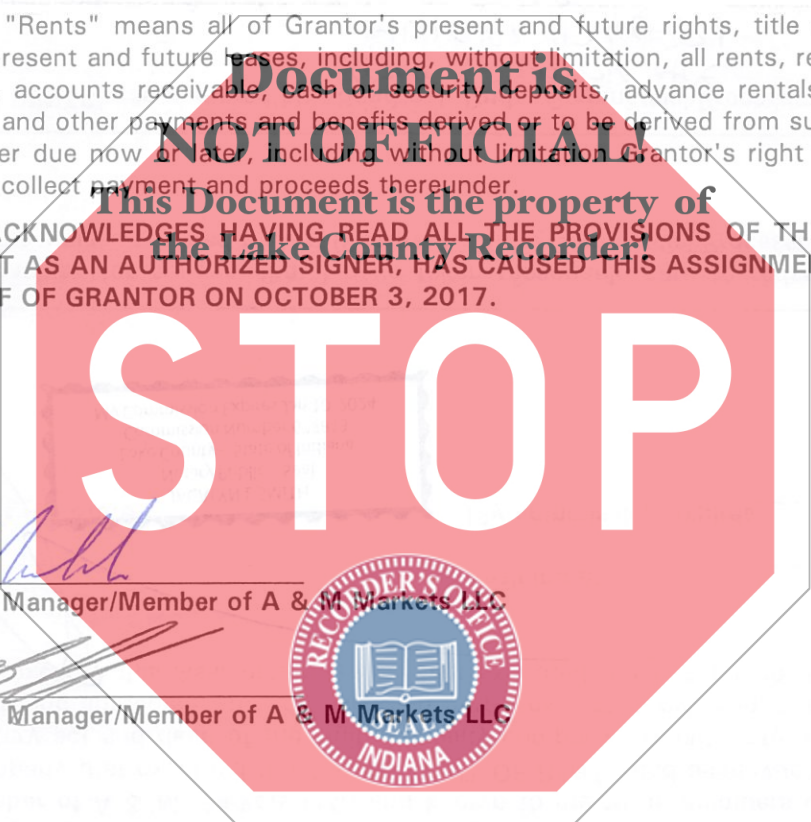 "Rents" means all of Grantor's present and future rights, title
resent and future leases, including, without limitation, all rents, re
accounts receivable, cash or security deposits, advance rentals
and other payments and benefits derived or to be derived from su
er due now or later, including without limitation Grantor's right
collect payment and proceeds thereunder.
Document is
NOT OFFICIAL!
This Document is the property of
the Lake County Recorder!
CKNOWLEDGES HAVING READ ALL THE PROVISIONS OF TH
T AS AN AUTHORIZED SIGNER, HAS CAUSED THIS ASSIGNME
F OF GRANTOR ON OCTOBER 3, 2017.
STOP
Manager/Member of A & M Markets LLC
Manager/Member of A & M Markets LLC
RECORDER'S OFFICE
SEAL
INDIANA